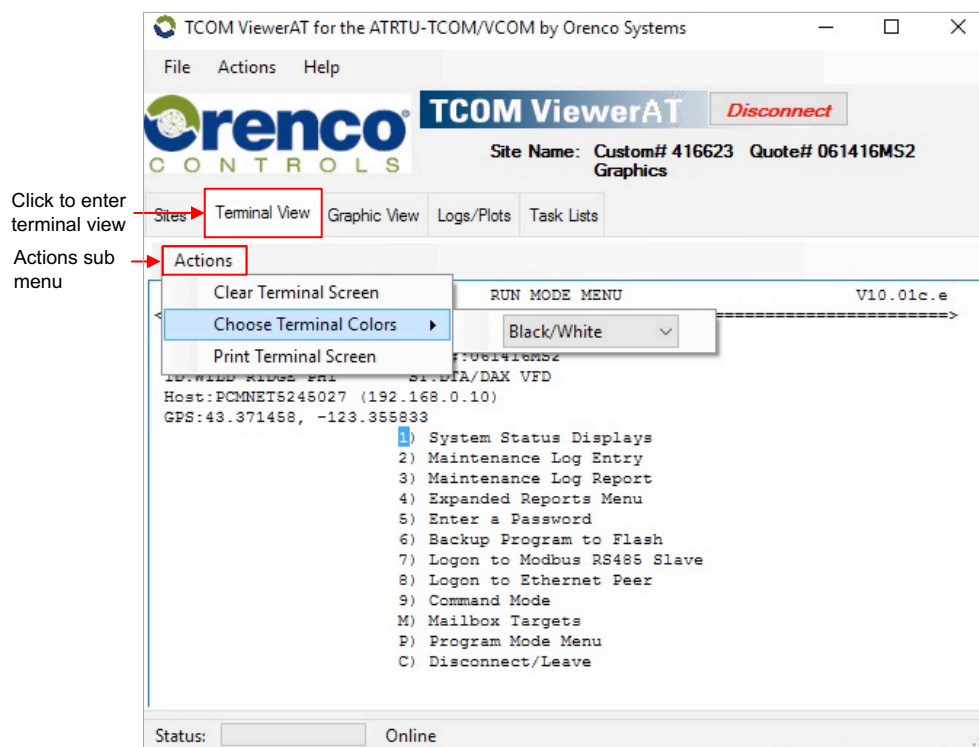 TCOM ViewerAT for the ATRTU-TCOM/VCOM by Orenco Systems
File Actions Help
Orenco®
CONTROLS
TCOM ViewerAT
Disconnect
Site Name: Custom# 416623 Quote# 061416MS2
Graphics
Click to enter
terminal view
Sites Terminal View Graphic View Logs/Plots Task Lists
Actions sub
menu
Actions
Clear Terminal Screen
Choose Terminal Colors
Print Terminal Screen
Black/White
RUN MODE MENU V10.01c.e
#:061416MS2
ID:WILD RIDGE PH1 S1:DTA/DAX VFD
Host:PCMNET5245027 (192.168.0.10)
GPS:43.371458, -123.355833
1) System Status Displays
2) Maintenance Log Entry
3) Maintenance Log Report
4) Expanded Reports Menu
5) Enter a Password
6) Backup Program to Flash
7) Logon to Modbus RS485 Slave
8) Logon to Ethernet Peer
9) Command Mode
M) Mailbox Targets
P) Program Mode Menu
C) Disconnect/Leave
Status: Online